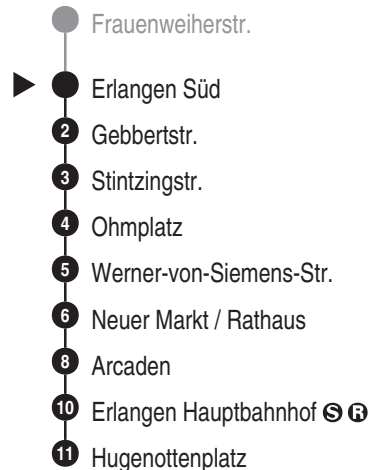 Frauenweiherstr.
Erlangen Süd
2 Gebbertstr.
3 Stintzingstr.
4 Ohmplatz
5 Werner-von-Siemens-Str.
6 Neuer Markt / Rathaus
8 Arcaden
10 Erlangen Hauptbahnhof S R
11 Hugenottenplatz